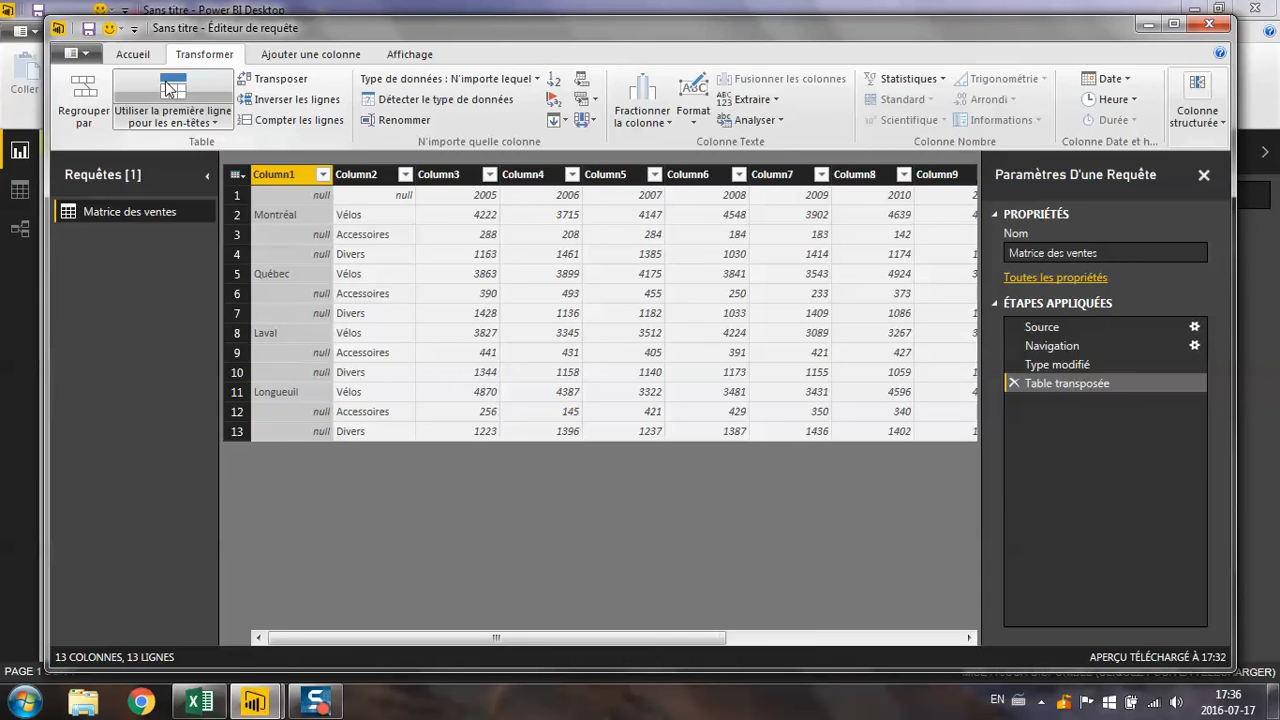 Sans titre - Power BI Desktop
Sans titre - Éditeur de requête
Accueil
Transformer
Ajouter une colonne
Affichage
Coller
Regrouper par
Utiliser la première ligne pour les en-têtes
Transposer
Inverser les lignes
Compter les lignes
Table
Type de données : N'importe lequel
Détecter le type de données
Renommer
N'importe quelle colonne
Fractionner la colonne
Format
Fusionner les colonnes
Extraire
Analyser
Colonne Texte
Statistiques
Standard
Scientifique
Trigonométrie
Arrondi
Informations
Colonne Nombre
Date
Heure
Durée
Colonne Date et h...
Colonne structurée
Requêtes [1]
Matrice des ventes
Column1 Column2 Column3 Column4 Column5 Column6 Column7 Column8 Column9
1 null null 2005 2006 2007 2008 2009 2010 2
2 Montréal Vélos 4222 3715 4147 4548 3902 4639 4
3 null Accessoires 288 208 284 184 183 142
4 null Divers 1163 1461 1385 1030 1414 1174 1
5 Québec Vélos 3863 3899 4175 3841 3543 4924 3
6 null Accessoires 390 493 455 250 233 373
7 null Divers 1428 1136 1182 1033 1409 1086 1
8 Laval Vélos 3827 3345 3512 4224 3089 3267 3
9 null Accessoires 441 431 405 391 421 427
10 null Divers 1344 1158 1140 1173 1155 1059 1
11 Longueuil Vélos 4870 4879 3322 3481 3431 4596 4
12 null Accessoires 256 145 421 429 350 340
13 null Divers 1223 1396 1237 1387 1436 1402 1
Paramètres D'une Requête
PROPRIÉTÉS
Nom
Matrice des ventes
Toutes les propriétés
ÉTAPES APPLIQUÉES
Source
Navigation
Type modifié
Table transposée
13 COLONNES, 13 LIGNES
APERÇU TÉLÉCHARGÉ À 17:32
PAGE 1
EN
17:36
2016-07-17